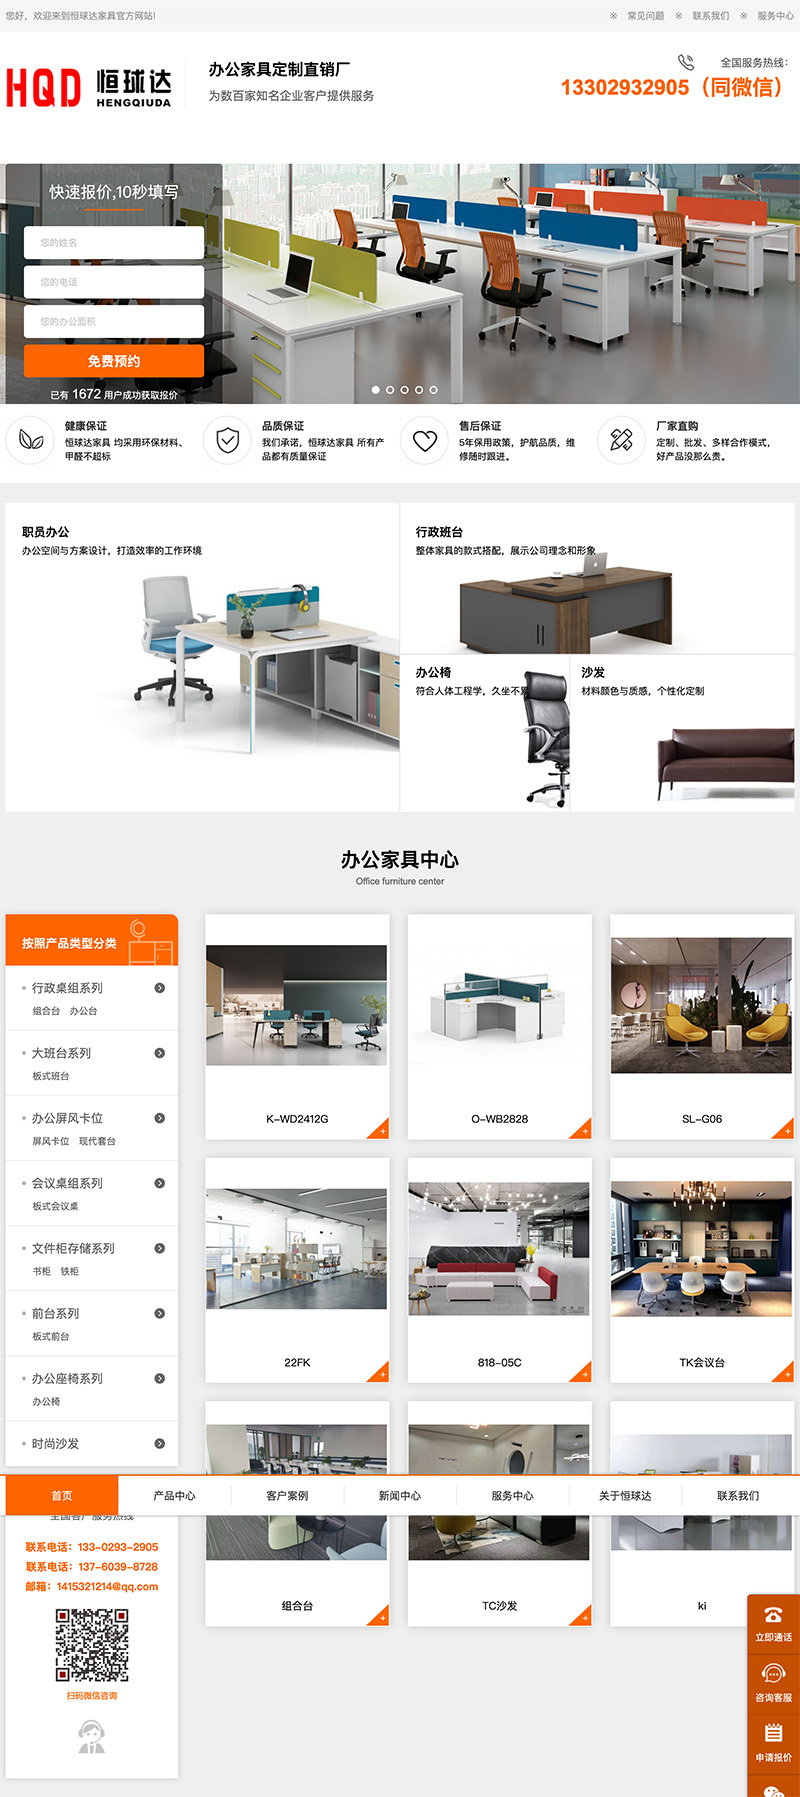 您好，欢迎来到恒球达家具官方网站!
※ 常见问题 ※ 联系我们 ※ 服务中心
HQD 恒球达
HENGQIUDA
办公家具定制直销厂
为数百家知名企业客户提供服务
全国服务热线：
13302932905（同微信）
快速报价,10秒填写
您的姓名
您的电话
您的办公面积
免费预约
已有 1672 用户成功获取报价
健康保证
恒球达家具 均采用环保材料、
甲醛不超标
品质保证
我们承诺，恒球达家具 所有产
品都有质量保证
售后保证
5年保用政策，护航品质，维
修随时跟进。
厂家直购
定制、批发、多样合作模式，
好产品没那么贵。
职员办公
办公空间与方案设计，打造效率的工作环境
行政班台
整体家具的款式搭配，展示公司理念和形象
办公椅
符合人体工程学，久坐不累
沙发
材料颜色与质感，个性化定制
办公家具中心
Office furniture center
按照产品类型分类
行政桌组系列
组合台 办公台
大班台系列
板式班台
办公屏风卡位
屏风卡位 现代套台
会议桌组系列
板式会议桌
文件柜存储系列
书柜 铁柜
前台系列
板式前台
办公座椅系列
办公椅
时尚沙发
K-WD2412G
O-WB2828
SL-G06
22FK
818-05C
TK会议台
首页 产品中心 客户案例 新闻中心 服务中心 关于恒球达 联系我们
全国客户服务热线
联系电话：133-0293-2905
联系电话：137-6039-8728
邮箱：1415321214@qq.com
扫码微信咨询
组合台
TC沙发
ki
立即通话
咨询客服
申请报价